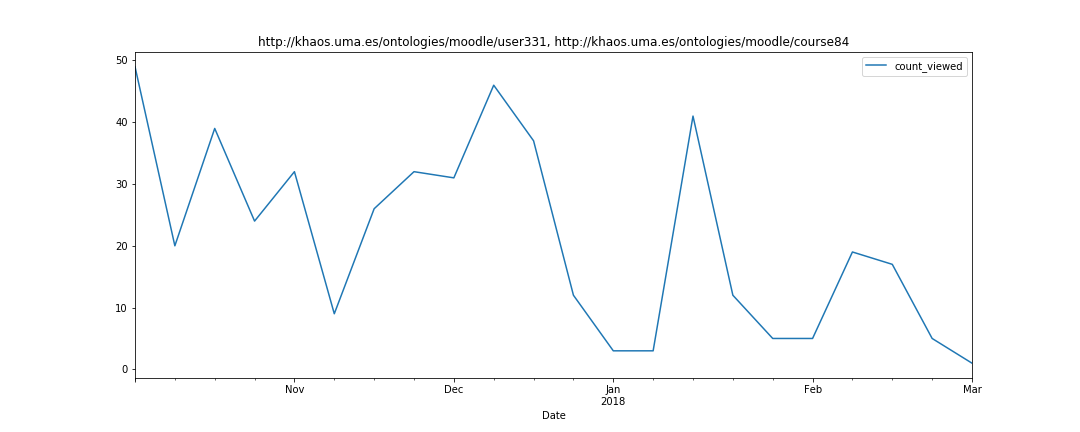 http://khaos.uma.es/ontologies/moodle/user331, http://khaos.uma.es/ontologies/moodle/course84
count_viewed
50
40
30
20
10
0
Nov
Dec
Jan
2018
Feb
Mar
Date